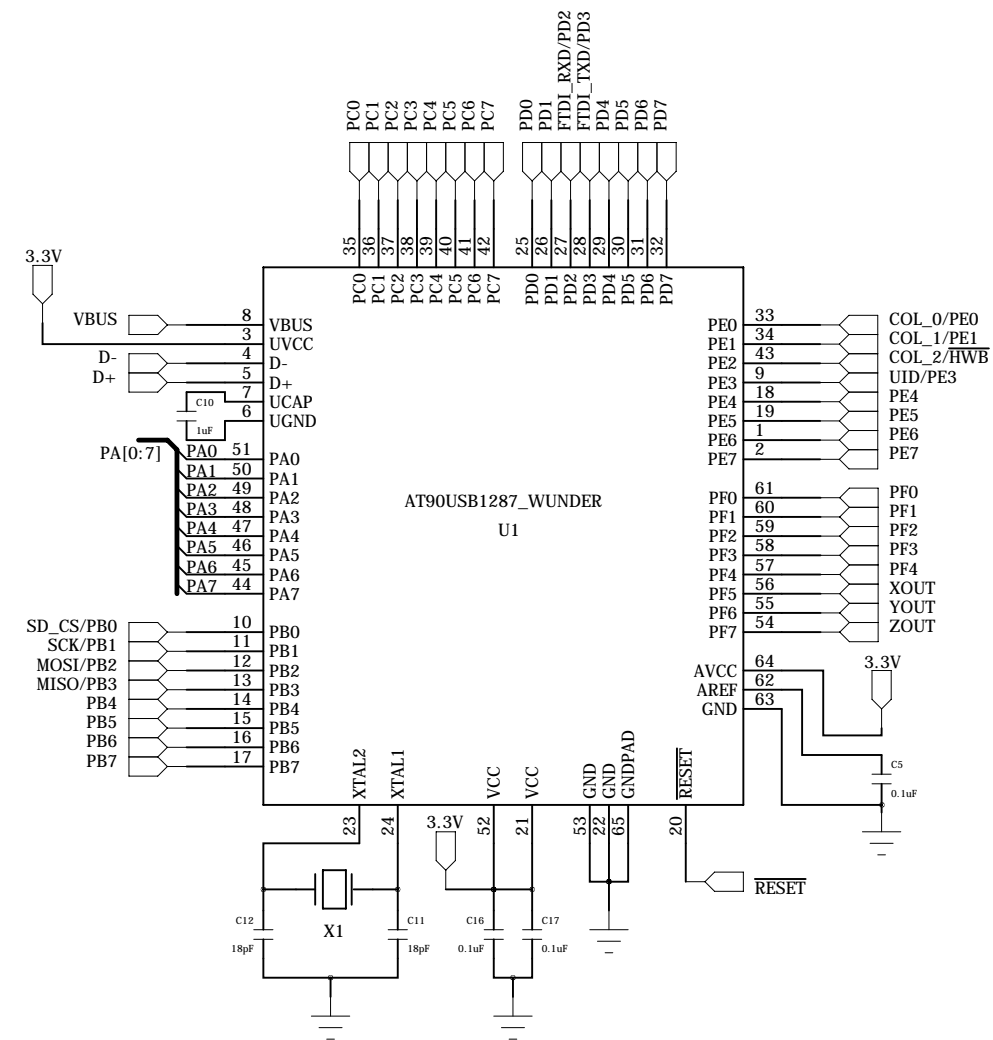 PC0
PC1
PC2
PC3
PC4
PC5
PC6
PC7
PD0
PD1
FTDI_RXD/PD2
FTDI_TXD/PD3
PD4
PD5
PD6
PD7
35
36
37
38
39
40
41
42
25
26
27
28
29
30
31
32
PC0
PC1
PC2
PC3
PC4
PC5
PC6
PC7
PD0
PD1
PD2
PD3
PD4
PD5
PD6
PD7
3.3V
VBUS 8 VBUS
3 UVCC
D- 4 D-
D+ 5 D+
C10 7 UCAP
1uF 6 UGND
PA[0:7]
PA0 51 PA0
PA1 50 PA1
PA2 49 PA2
PA3 48 PA3
PA4 47 PA4
PA5 46 PA5
PA6 45 PA6
PA7 44 PA7
SD_CS/PB0 10 PB0
SCK/PB1 11 PB1
MOSI/PB2 12 PB2
MISO/PB3 13 PB3
PB4 14 PB4
PB5 15 PB5
PB6 16 PB6
PB7 17 PB7
AT90USB1287_WUNDER
U1
PE0 33 COL_0/PE0
PE1 34 COL_1/PE1
PE2 43 COL_2/HWB
PE3 9 UID/PE3
PE4 18 PE4
PE5 19 PE5
PE6 1 PE6
PE7 2 PE7
PF0 61 PF0
PF1 60 PF1
PF2 59 PF2
PF3 58 PF3
PF4 57 PF4
PF5 56 XOUT
PF6 55 YOUT
PF7 54 ZOUT
AVCC 64 3.3V
AREF 62
GND 63
C5
0.1uF
XTAL2
XTAL1
VCC
VCC
GND
GND
GNDPAD
RESET
23
24
3.3V
52
21
53
22
65
20
RESET
C12
18pF
X1
C11
18pF
C16
0.1uF
C17
0.1uF